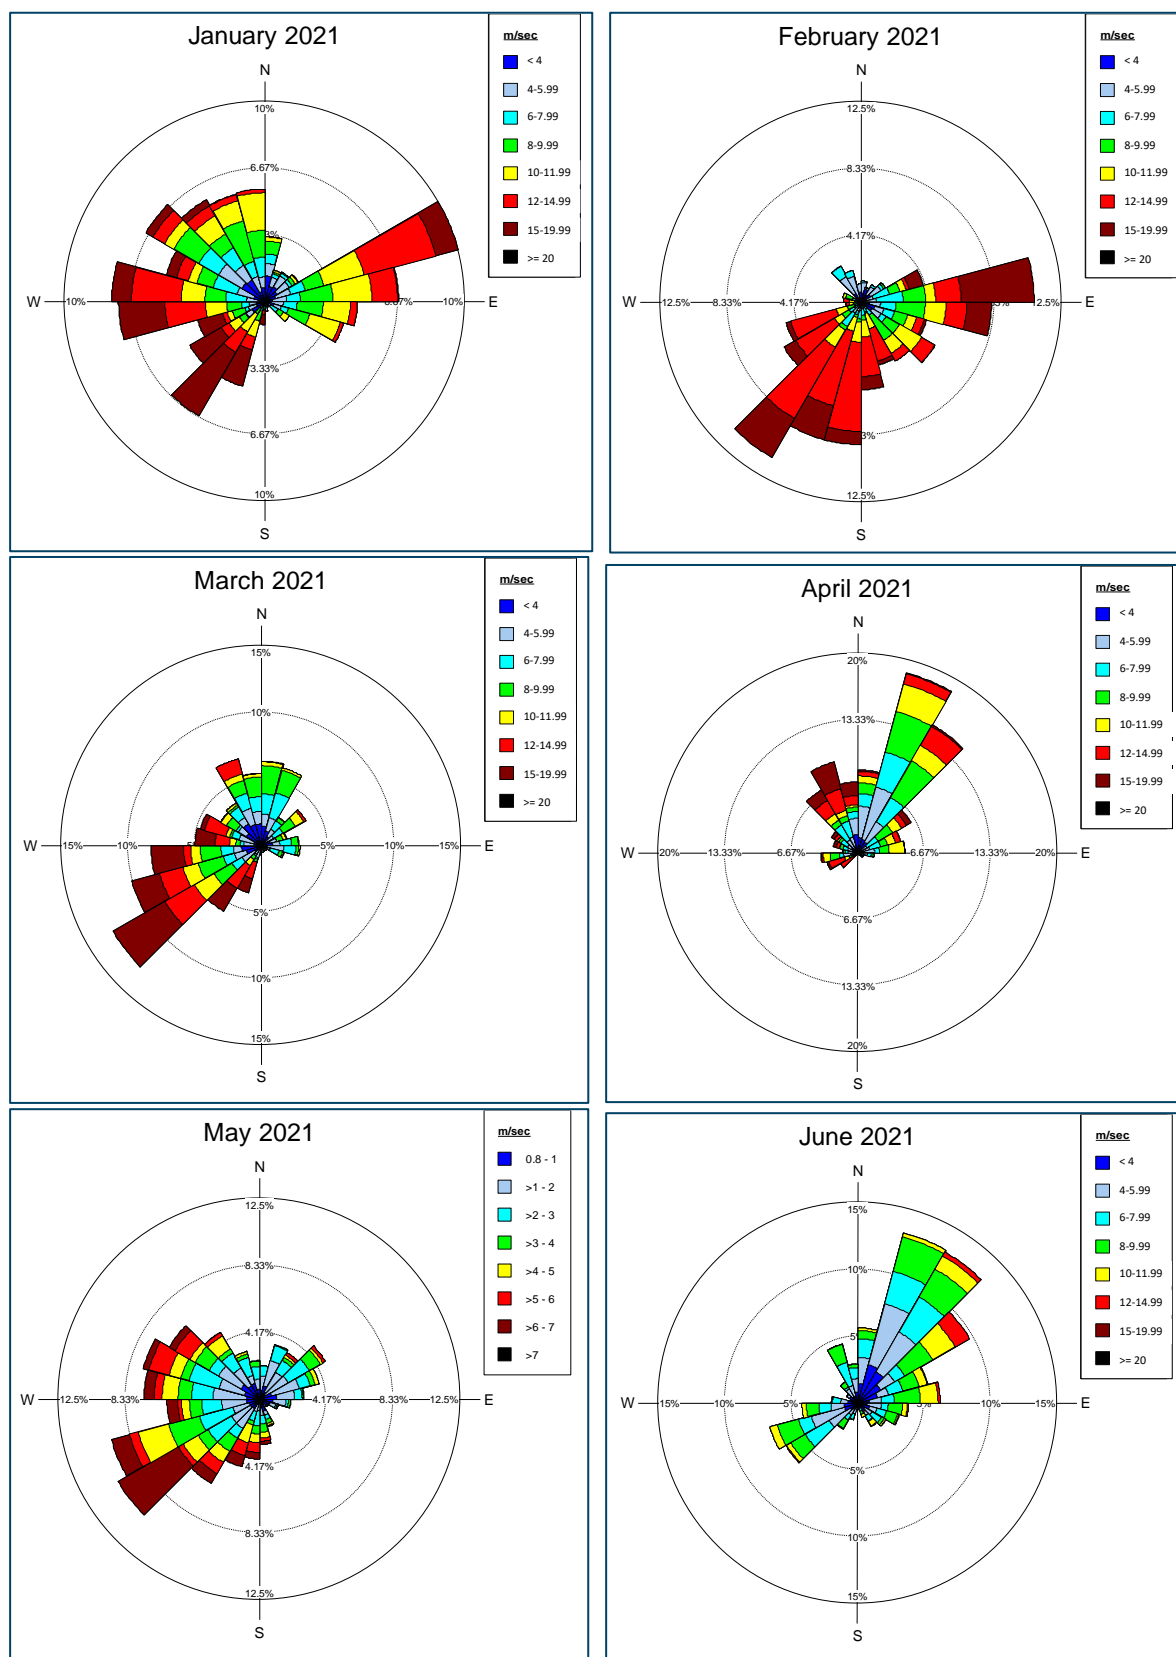 January 2021
m/sec
< 4
4-5.99
6-7.99
8-9.99
10-11.99
12-14.99
15-19.99
>= 20
N
10%
6.67%
W
10%
10%
E
3.33%
6.67%
10%
S
February 2021
m/sec
< 4
4-5.99
6-7.99
8-9.99
10-11.99
12-14.99
15-19.99
>= 20
N
12.5%
8.33%
4.17%
W
12.5%
8.33%
4.17%
12.5%
E
12.5%
S
March 2021
m/sec
< 4
4-5.99
6-7.99
8-9.99
10-11.99
12-14.99
15-19.99
>= 20
N
15%
10%
W
15%
10%
5%
10%
15%
E
5%
10%
15%
S
April 2021
m/sec
< 4
4-5.99
6-7.99
8-9.99
10-11.99
12-14.99
15-19.99
>= 20
N
20%
13.33%
W
20%
13.33%
6.67%
6.67%
13.33%
20%
E
6.67%
13.33%
20%
S
May 2021
m/sec
0.8 - 1
>1 - 2
>2 - 3
>3 - 4
>4 - 5
>5 - 6
>6 - 7
>7
N
12.5%
8.33%
4.17%
W
12.5%
8.33%
4.17%
8.33%
12.5%
E
4.17%
8.33%
12.5%
S
June 2021
m/sec
< 4
4-5.99
6-7.99
8-9.99
10-11.99
12-14.99
15-19.99
>= 20
N
15%
10%
W
15%
10%
5%
10%
15%
E
5%
10%
15%
S